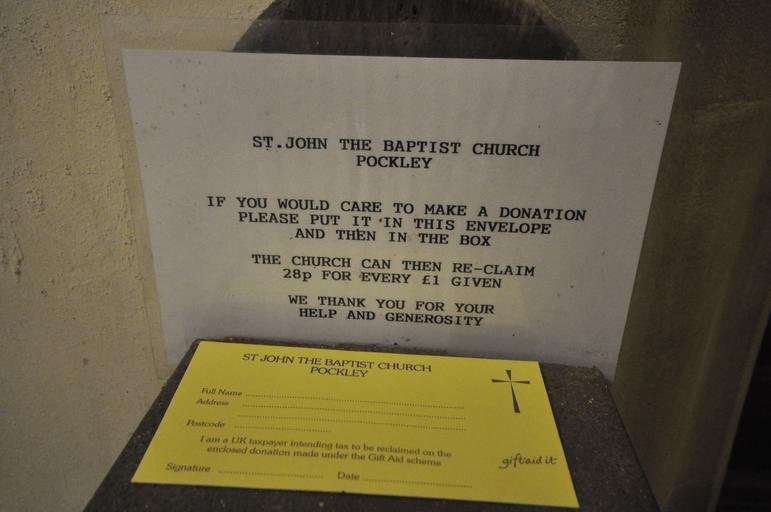 ST.JOHN THE BAPTIST CHURCH
POCKLEY
IF YOU WOULD CARE TO MAKE A DONATION
PLEASE PUT IT IN THIS ENVELOPE
AND THEN IN THE BOX
THE CHURCH CAN THEN RE-CLAIM
28p FOR EVERY £1 GIVEN
WE THANK YOU FOR YOUR
HELP AND GENEROSITY
ST JOHN THE BAPTIST CHURCH
POCKLEY
Full Name
Address
Postcode
I am a UK taxpayer intending tax to be reclaimed on the
enclosed donation made under the Gift Aid scheme
giftaid it
Signature Date